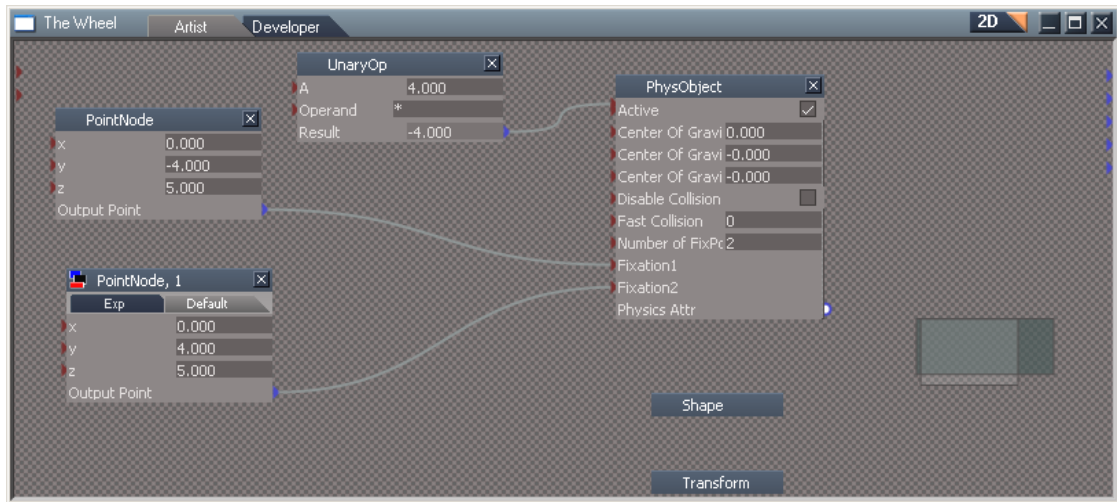 The Wheel Artist Developer 2D
UnaryOp
A 4.000
Operand *
Result -4.000
PointNode
x 0.000
y -4.000
z 5.000
Output Point
PhysObject
Active
Center Of Gravi 0.000
Center Of Gravi -0.000
Center Of Gravi -0.000
Disable Collision
Fast Collision 0
Number of FixPo 2
Fixation1
Fixation2
Physics Attr
PointNode, 1
Exp Default
x 0.000
y 4.000
z 5.000
Output Point
Shape
Transform